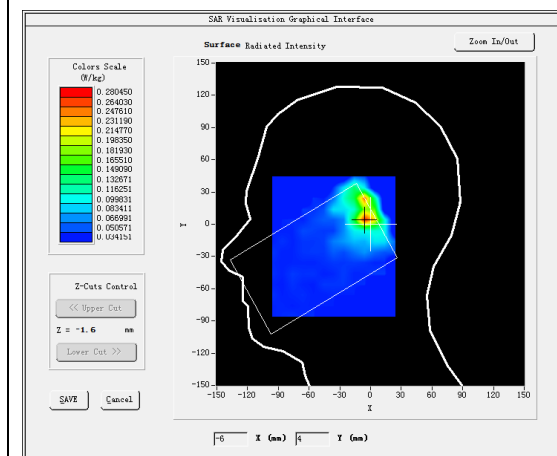 SAR Visualisation Graphical Interface
Surface Radiated Intensity
Zoom In/Out
Colors Scale
(W/kg)
0.280450
0.264030
0.247610
0.231190
0.214770
0.198350
0.181930
0.165510
0.149090
0.132671
0.116251
0.099831
0.083411
0.066991
0.050571
0.034151
Z-Cuts Control
<< Upper Cut
Z = -1.6 mm
Lower Cut >>
SAVE Cancel
150
120
90
60
30
0
-30
-60
-90
-120
-150
Y
-150 -120 -90 -60 -30 0 30 60 90 120 150
X
-6 X (mm) 4 Y (mm)